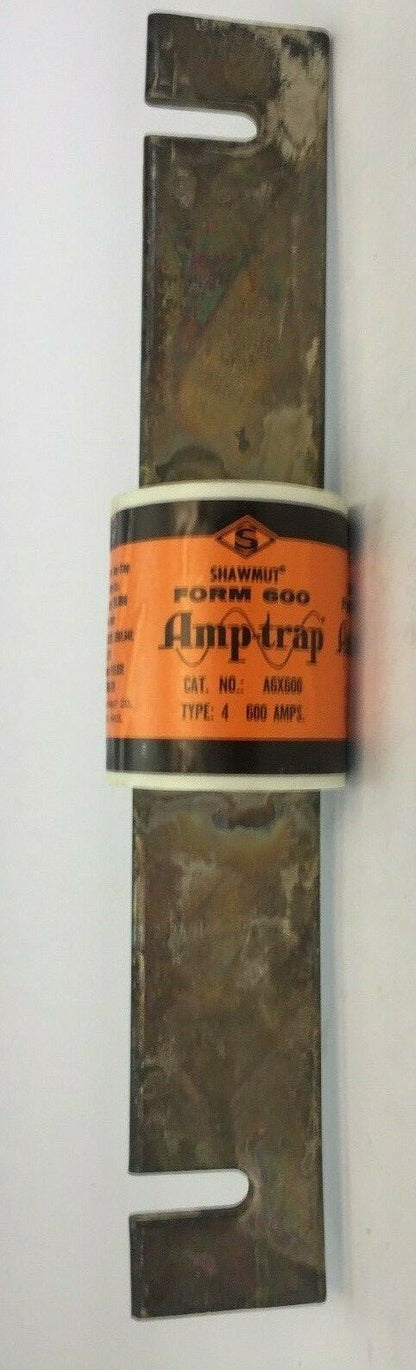 S
SHAWMUT®
FORM 600
Amp-trap
CAT. NO.: A6X600
TYPE: 4 600 AMPS.